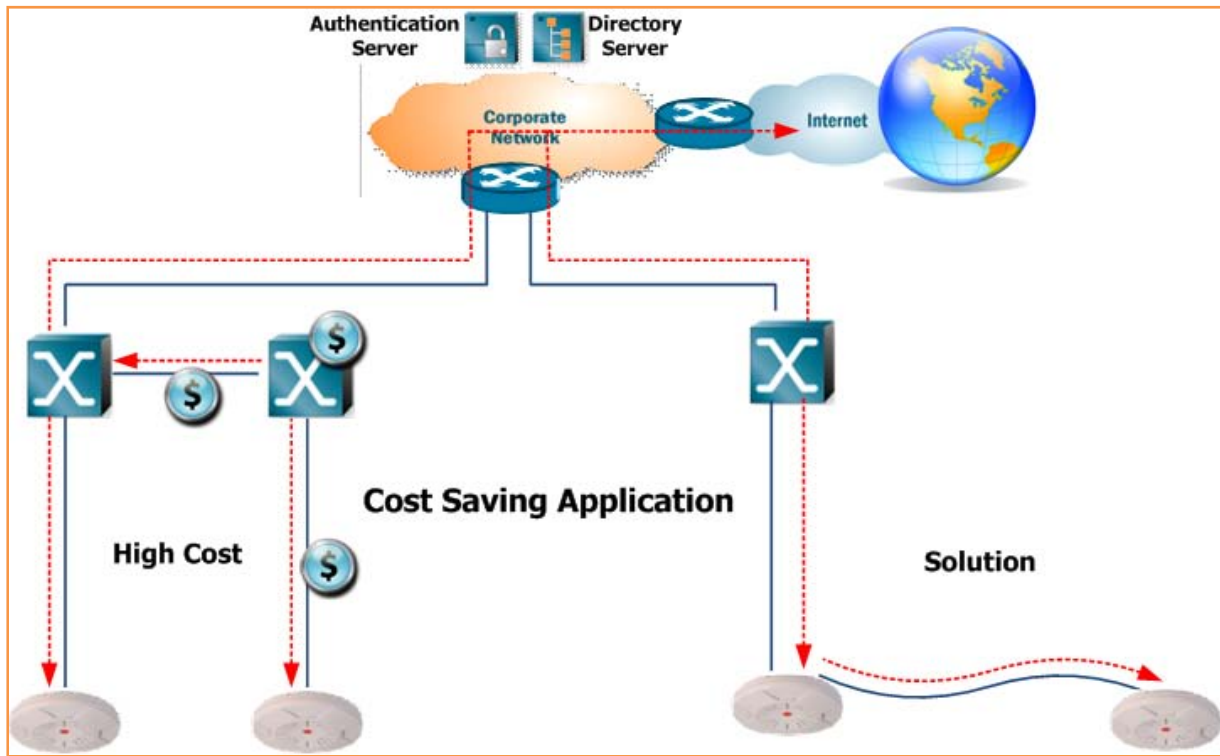 Authentication
Server
Directory
Server
Corporate
Network
Internet
$
$
Cost Saving Application
High Cost
$
Solution